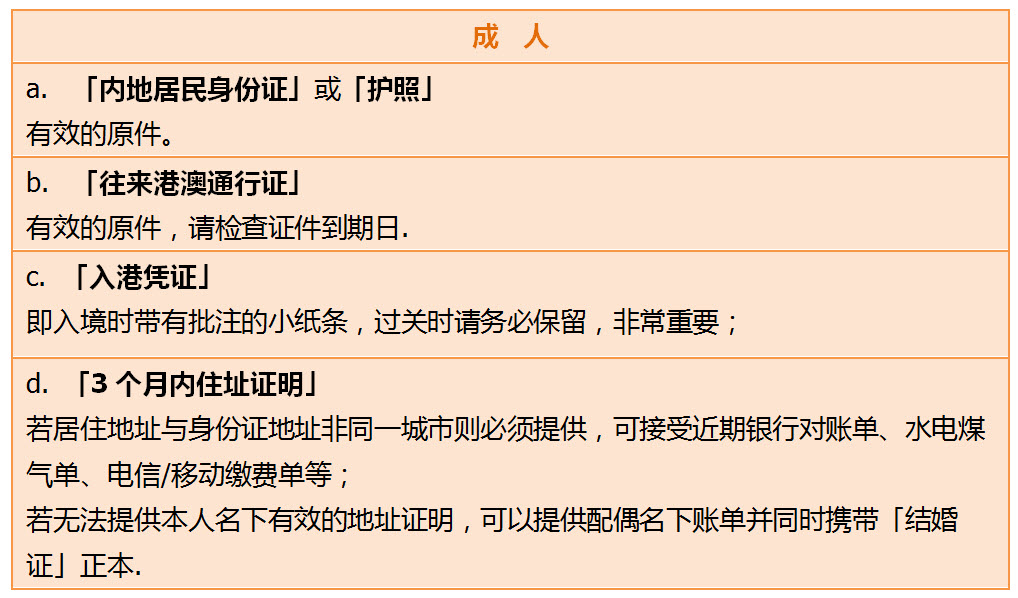 成 人
a. 「内地居民身份证」或「护照」
有效的原件。
b. 「往来港澳通行证」
有效的原件，请检查证件到期日.
c. 「入港凭证」
即入境时带有批注的小纸条，过关时请务必保留，非常重要；
d. 「3 个月内住址证明」
若居住地址与身份证地址非同一城市则必须提供，可接受近期银行对账单、水电煤
气单、电信/移动缴费单等；
若无法提供本人名下有效的地址证明，可以提供配偶名下账单并同时携带「结婚
证」正本.